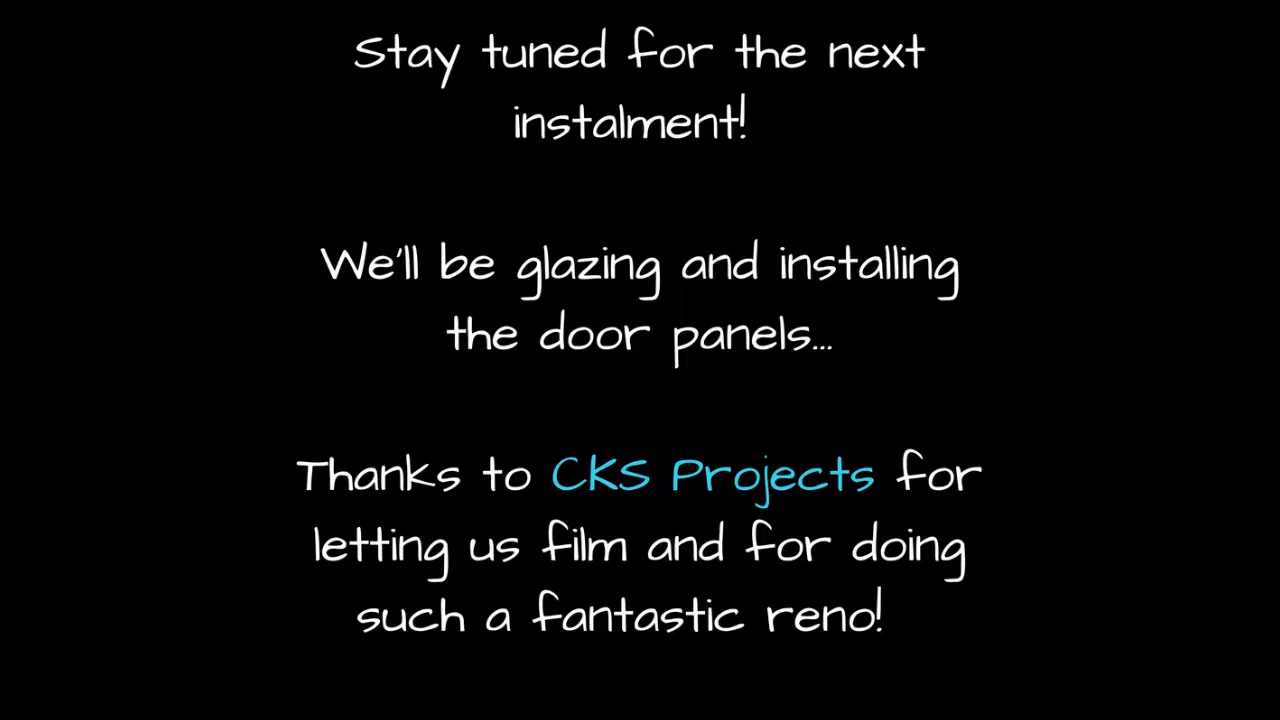 Stay tuned for the next
instalment!
We'll be glazing and installing
the door panels...
Thanks to CKS Projects for
letting us film and for doing
such a fantastic reno!